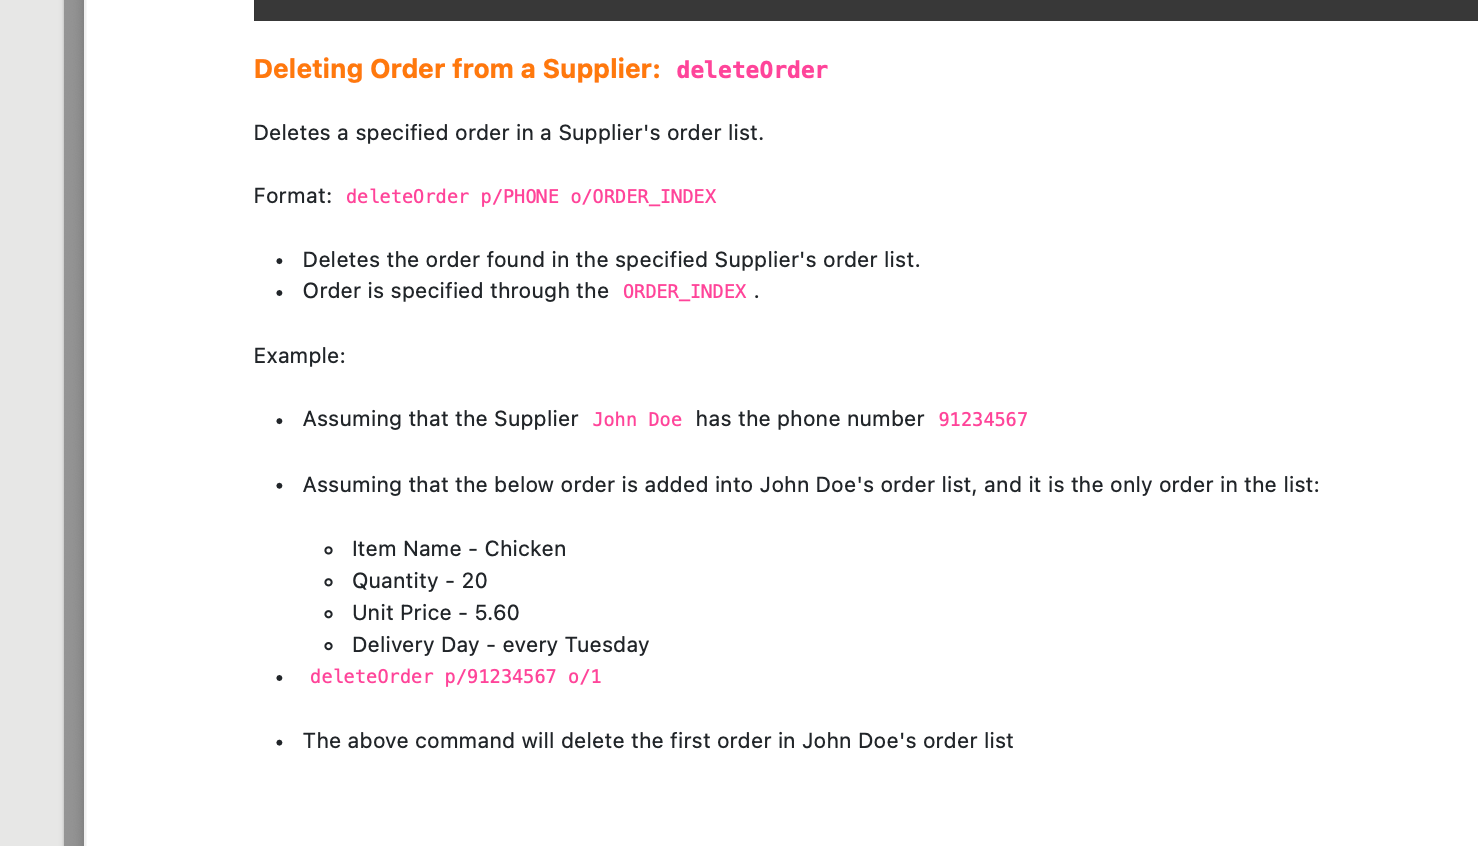 Deleting Order from a Supplier: deleteOrder
Deletes a specified order in a Supplier's order list.
Format: deleteOrder p/PHONE o/ORDER_INDEX
• Deletes the order found in the specified Supplier's order list.
• Order is specified through the ORDER_INDEX .
Example:
• Assuming that the Supplier John Doe has the phone number 91234567
• Assuming that the below order is added into John Doe's order list, and it is the only order in the list:
◦ Item Name - Chicken
◦ Quantity - 20
◦ Unit Price - 5.60
◦ Delivery Day - every Tuesday
• deleteOrder p/91234567 o/1
• The above command will delete the first order in John Doe's order list